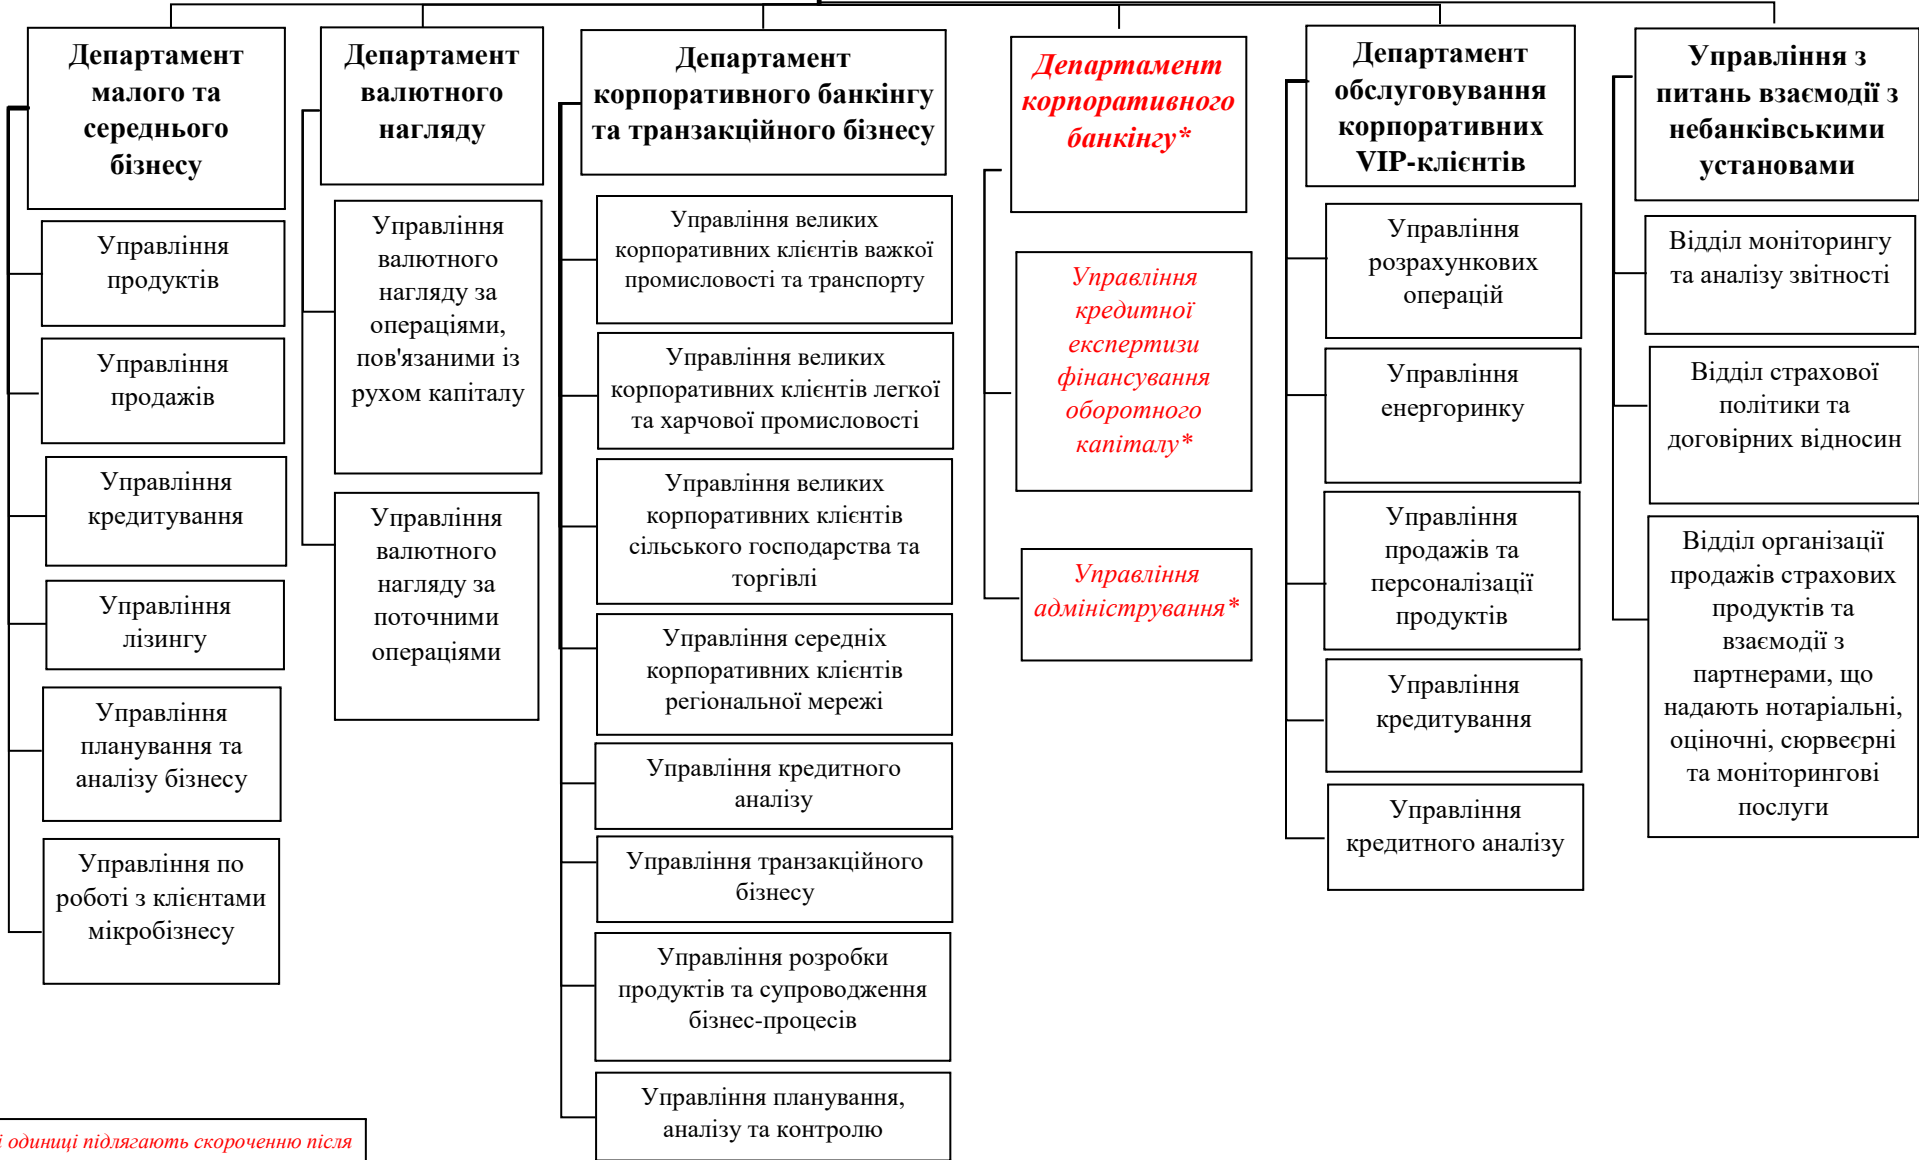 Департамент
малого та
середнього
бізнесу
Управління
продуктів
Управління
продажів
Управління
кредитування
Управління
лізингу
Управління
планування та
аналізу бізнесу
Управління по
роботі з клієнтами
мікробізнесу
Департамент
валютного
нагляду
Управління
валютного
нагляду за
операціями,
пов'язаними із
рухом капіталу
Управління
валютного
нагляду за
поточними
операціями
Департамент
корпоративного банкінгу
та транзакційного бізнесу
Управління великих
корпоративних клієнтів важкої
промисловості та транспорту
Управління великих
корпоративних клієнтів легкої
та харчової промисловості
Управління великих
корпоративних клієнтів
сільського господарства та
торгівлі
Управління середніх
корпоративних клієнтів
регіональної мережі
Управління кредитного
аналізу
Управління транзакційного
бізнесу
Управління розробки
продуктів та супроводження
бізнес-процесів
Управління планування,
аналізу та контролю
Департамент
корпоративного
банкінгу*
Управління
кредитної
експертизи
фінансування
оборотного
капіталу*
Управління
адміністрування*
Департамент
обслуговування
корпоративних
VIP-клієнтів
Управління
розрахункових
операцій
Управління
енергоринку
Управління
продажів та
персоналізації
продуктів
Управління
кредитування
Управління
кредитного аналізу
Управління з
питань взаємодії з
небанківськими
установами
Відділ моніторингу
та аналізу звітності
Відділ страхової
політики та
договірних відносин
Відділ організації
продажів страхових
продуктів та
взаємодії з
партнерами, що
надають нотаріальні,
оціночні, сюрвеєрні
та моніторингові
послуги
одиниці підлягають скороченню після